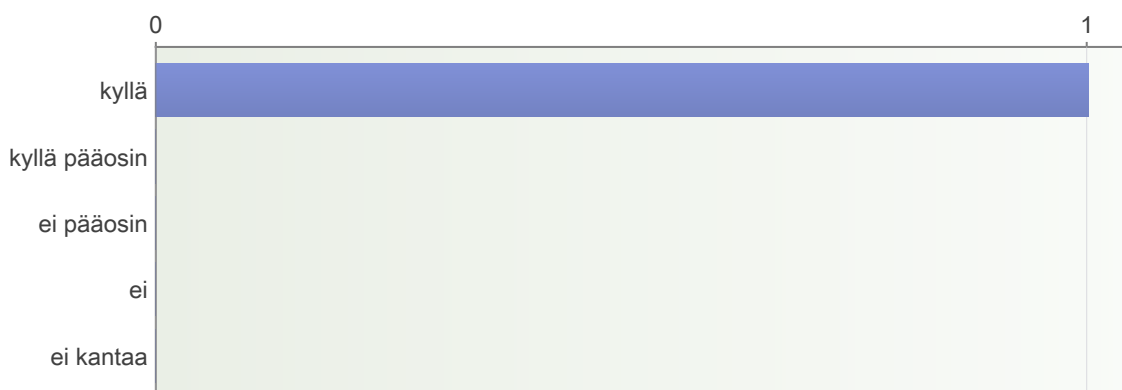 0 1
kyllä
kyllä pääosin
ei pääosin
ei
ei kantaa